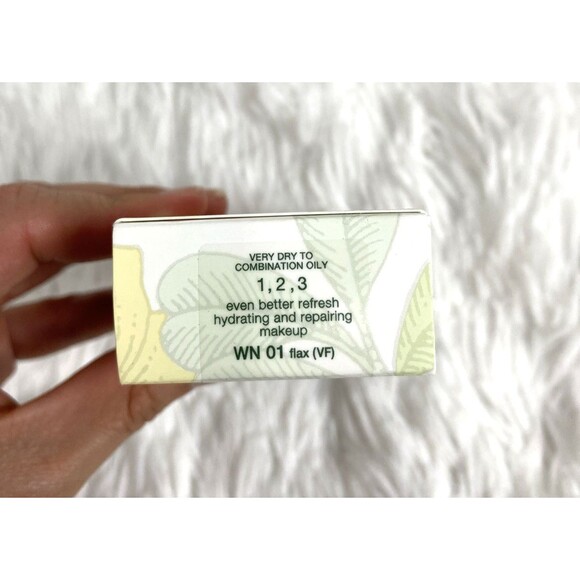 VERY DRY TO
COMBINATION OILY
1, 2, 3
even better refresh
hydrating and repairing
makeup
WN 01 flax (VF)